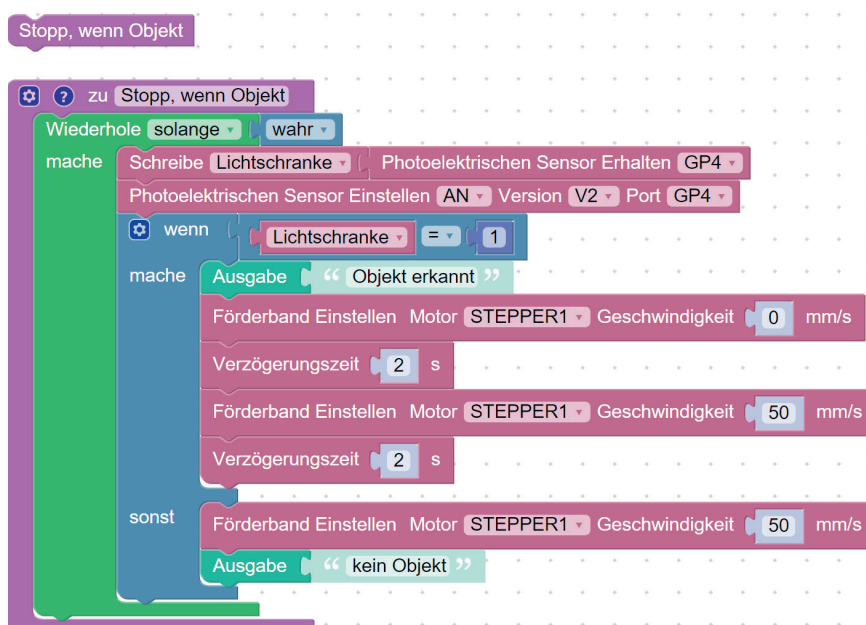 Stopp, wenn Objekt
? zu Stopp, wenn Objekt
Wiederhole solange wahr
mache Schreibe Lichtschranke Photoelektrischen Sensor Erhalten GP4
Photoelektrischen Sensor Einstellen AN Version V2 Port GP4
wenn Lichtschranke = 1
mache Ausgabe “ Objekt erkannt ”
Förderband Einstellen Motor STEPPER1 Geschwindigkeit 0 mm/s
Verzögerungszeit 2 s
Förderband Einstellen Motor STEPPER1 Geschwindigkeit 50 mm/s
Verzögerungszeit 2 s
sonst Förderband Einstellen Motor STEPPER1 Geschwindigkeit 50 mm/s
Ausgabe “ kein Objekt ”